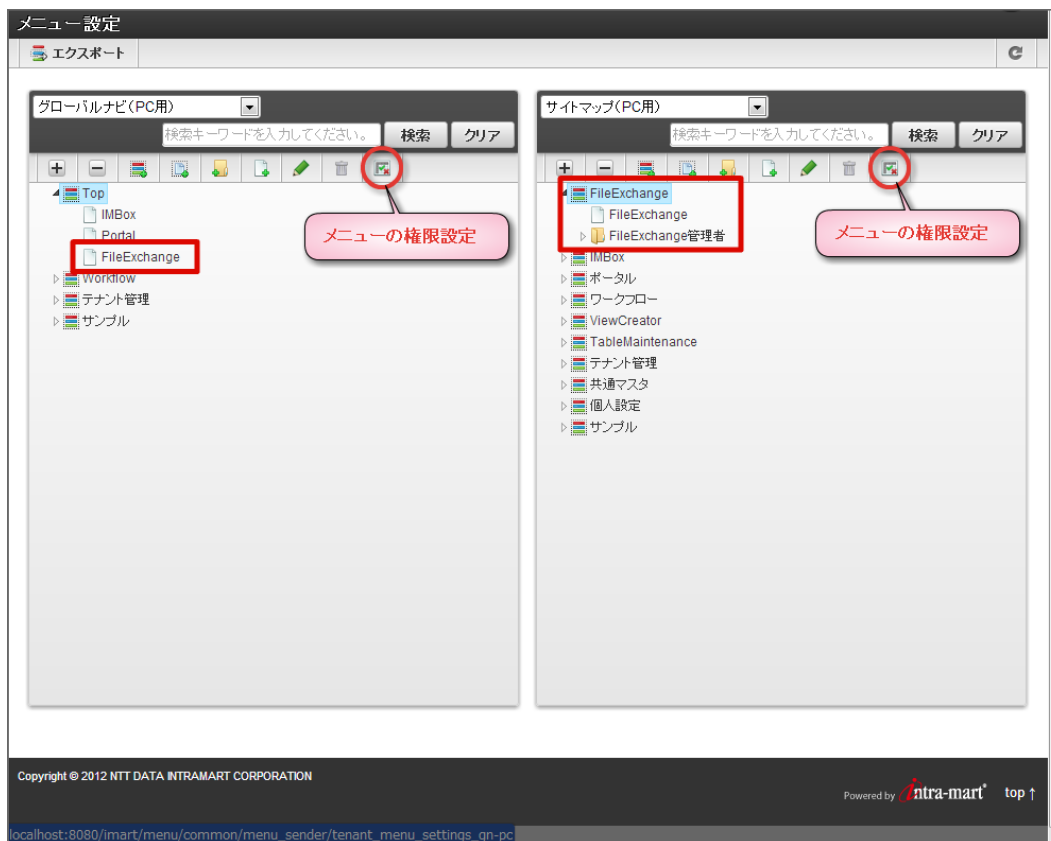 メニュー設定
エクスポート
グローバルナビ(PC用)
検索キーワードを入力してください。 検索 クリア
Top
IMBox
Portal
FileExchange
Workflow
テナント管理
サンプル
メニューの権限設定
サイトマップ(PC用)
検索キーワードを入力してください。 検索 クリア
FileExchange
FileExchange
FileExchange管理者
IMBox
ポータル
ワークフロー
ViewCreator
TableMaintenance
テナント管理
共通マスタ
個人設定
サンプル
メニューの権限設定
Copyright © 2012 NTT DATA INTRAMART CORPORATION
Powered by intra-mart® top ↑
localhost:8080/imart/menu/common/menu_sender/tenant_menu_settings_gn-pc